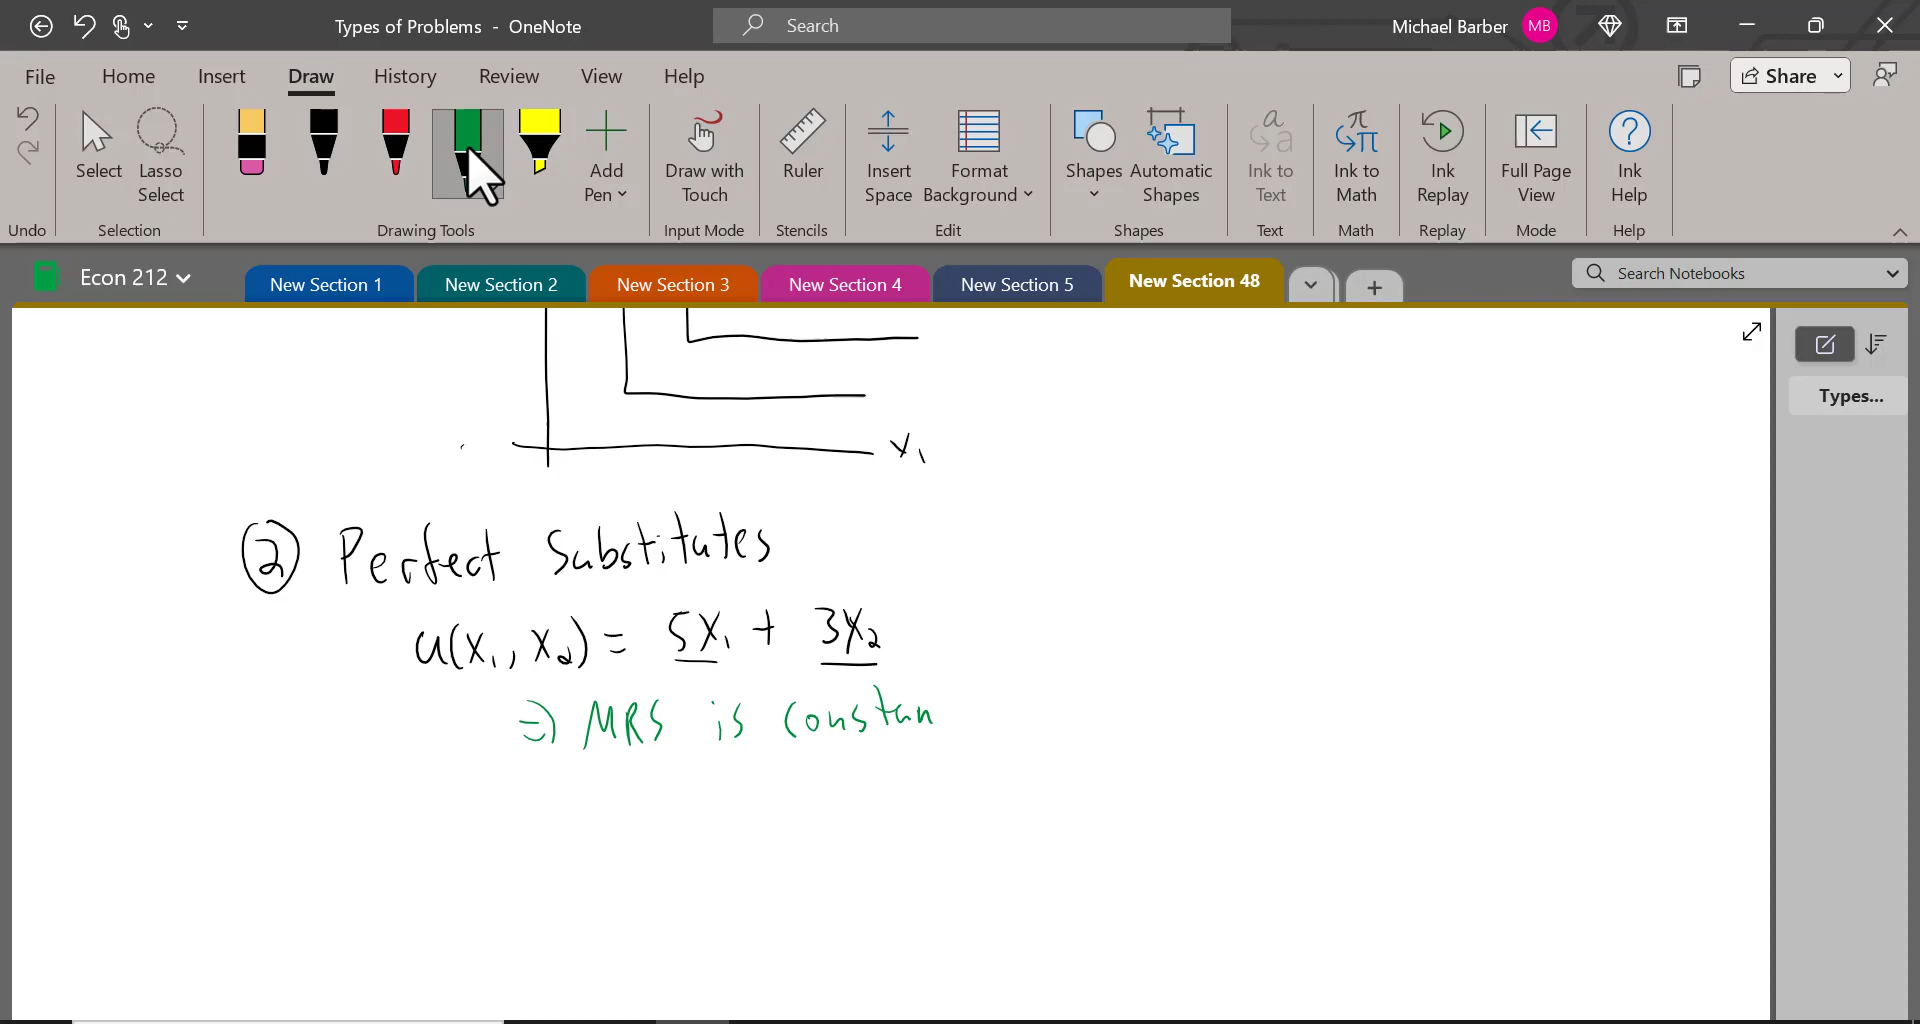 Types of Problems - OneNote
Search
Michael Barber
MB
File
Home
Insert
Draw
History
Review
View
Help
Share
Select
Lasso
Select
Add
Pen
Draw with
Touch
Ruler
Insert
Space
Format
Background
Shapes
Automatic
Shapes
Ink to
Text
Ink to
Math
Ink
Replay
Full Page
View
Ink
Help
Undo
Selection
Drawing Tools
Input Mode
Stencils
Edit
Shapes
Text
Math
Replay
Mode
Help
Econ 212
New Section 1
New Section 2
New Section 3
New Section 4
New Section 5
New Section 48
Search Notebooks
Types...
x₁
② Perfect Substitutes
u(x₁, x₂) = 5x₁ + 3x₂
⇒ MRS is constan